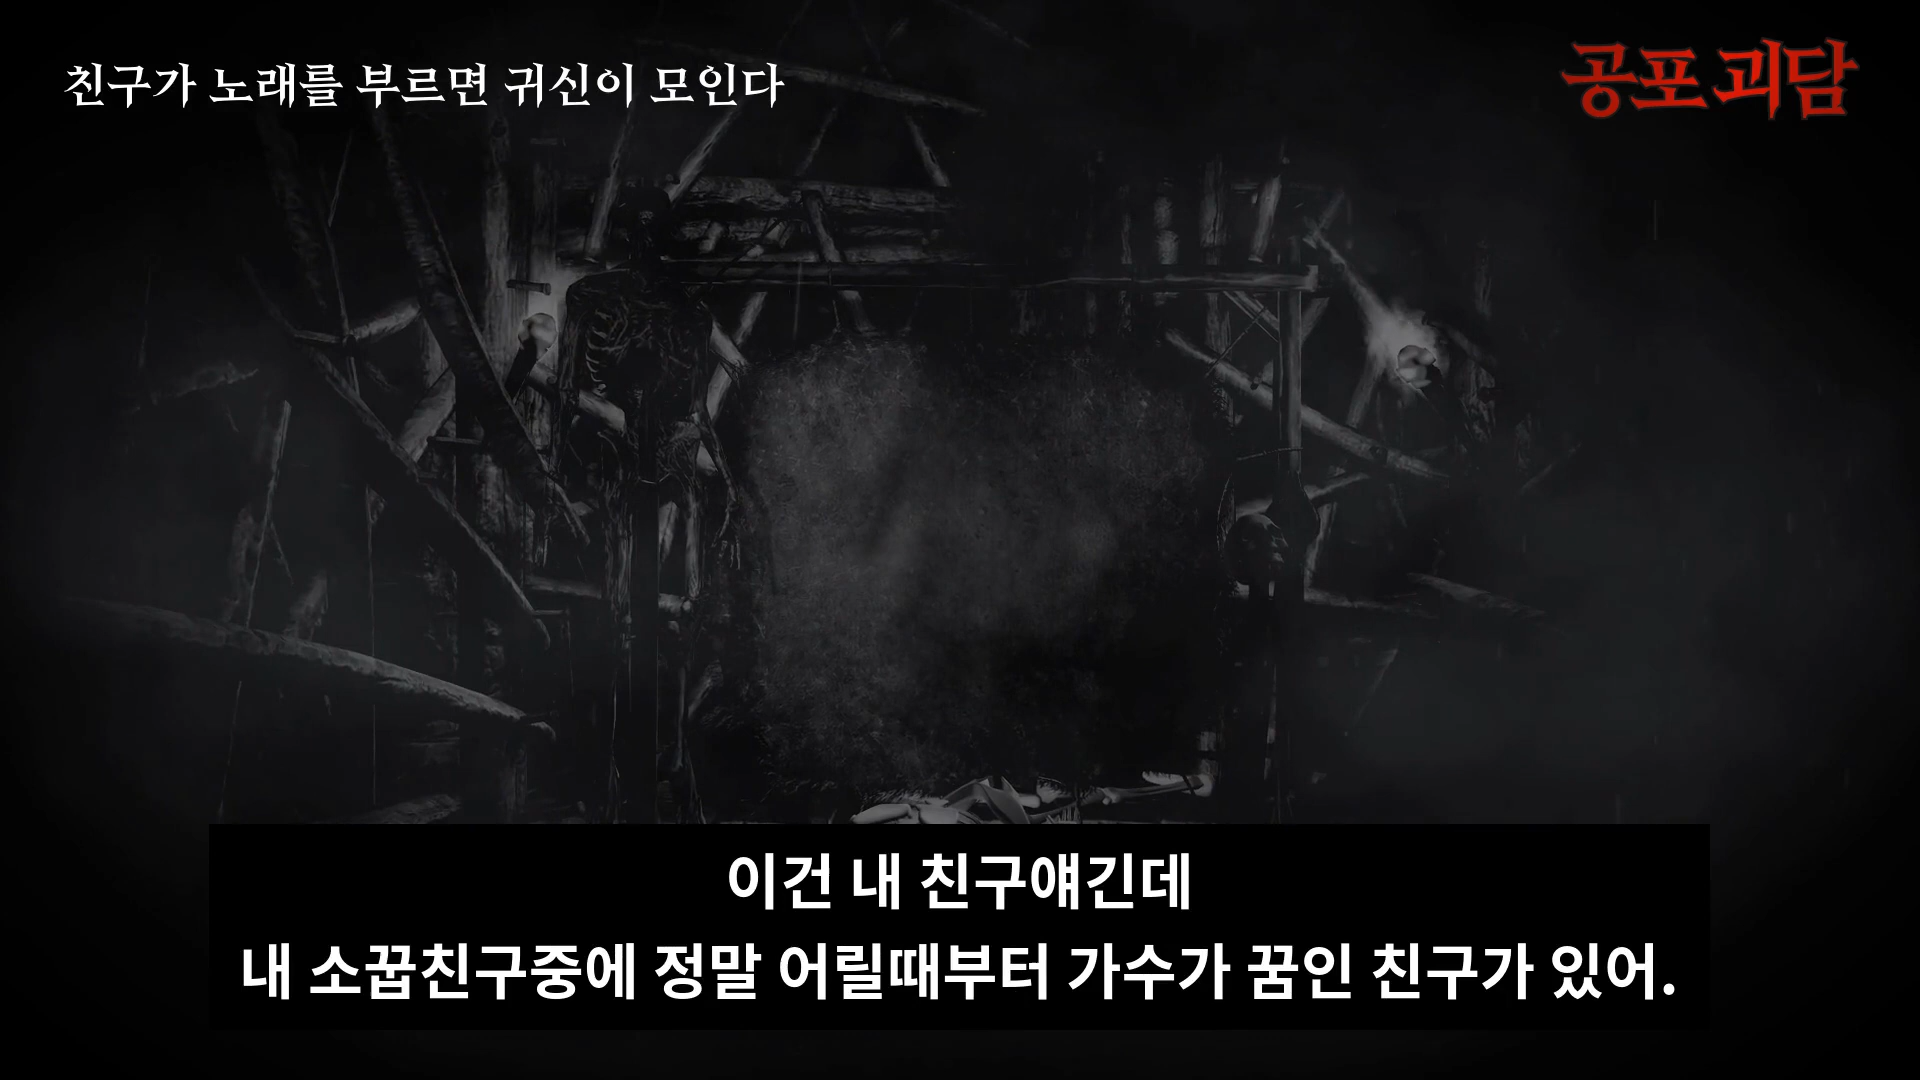 친구가 노래를 부르면 귀신이 모인다
공포 괴담
이건 내 친구얘긴데
내 소꿉친구중에 정말 어릴때부터 가수가 꿈인 친구가 있어.